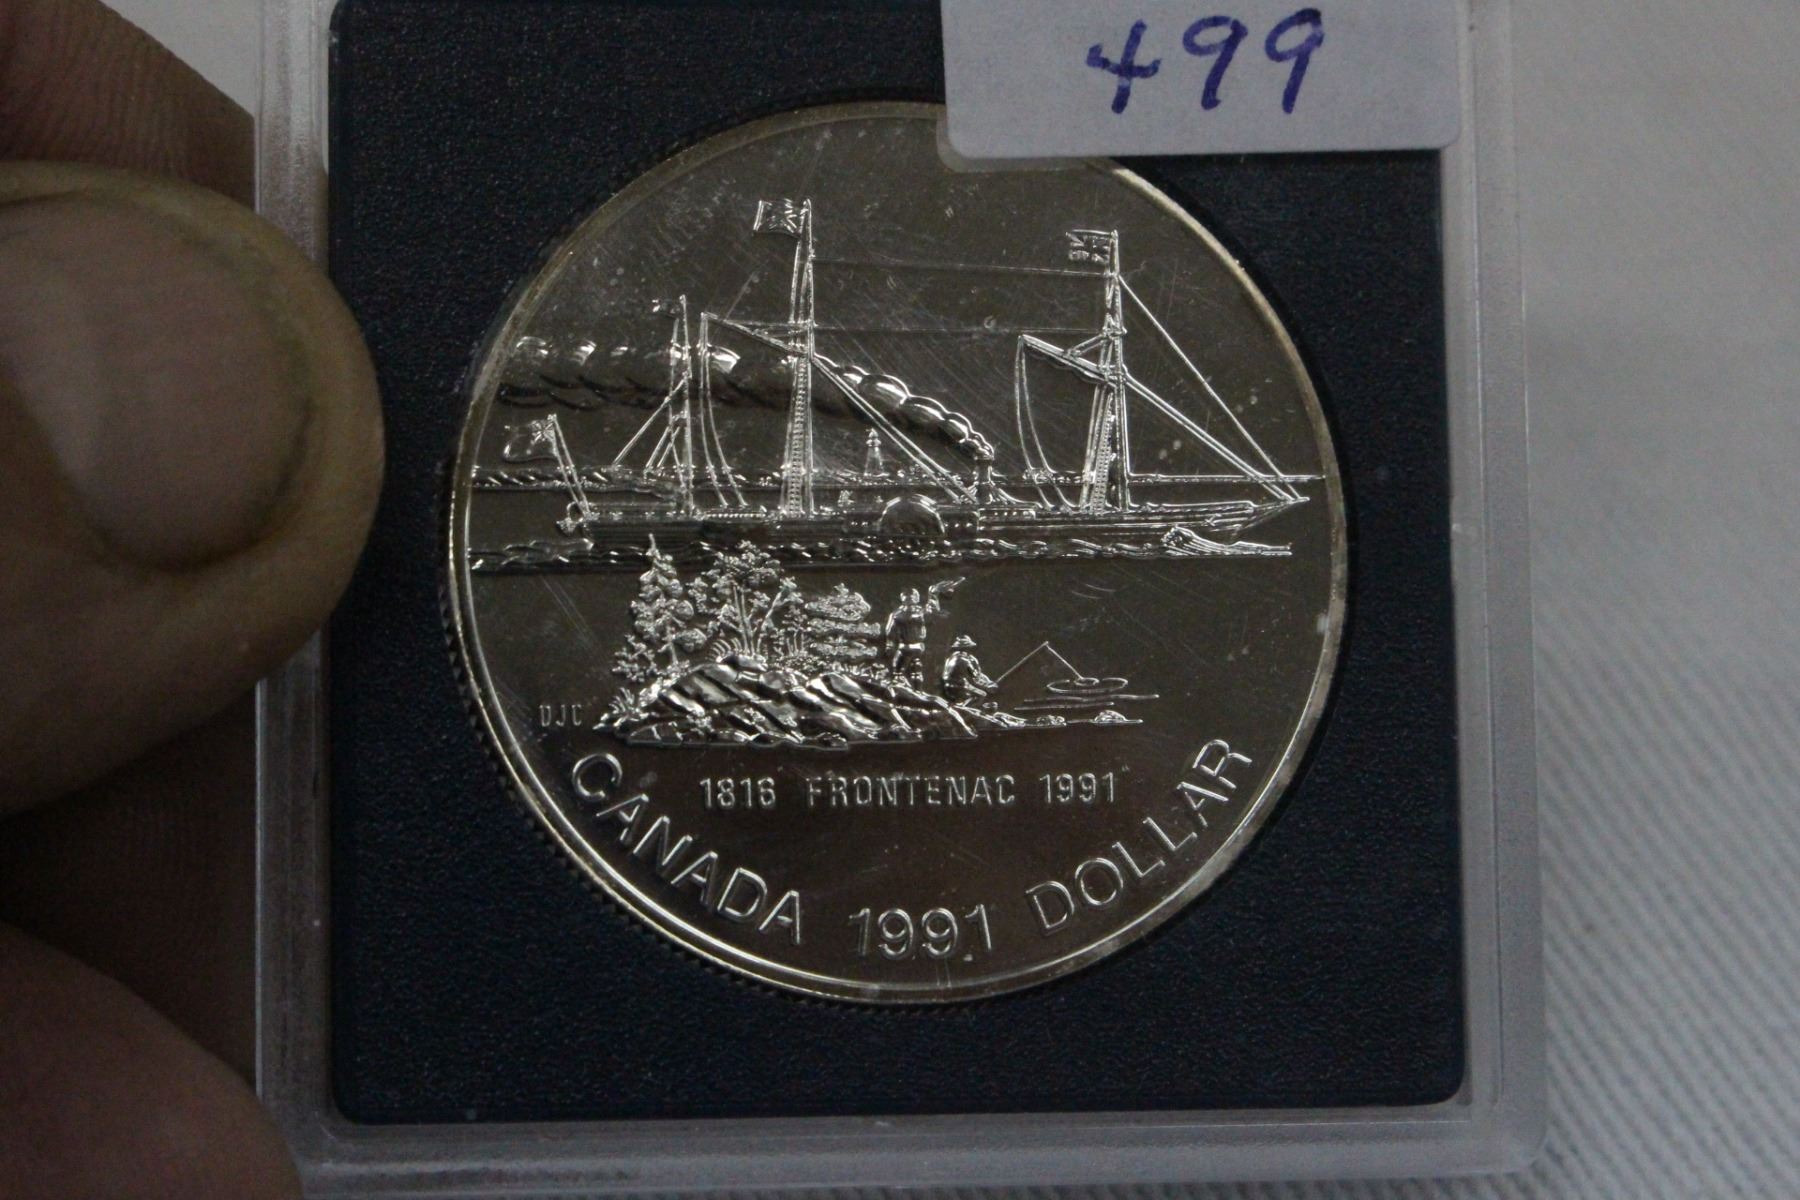 499
DJC
1816 FRONTENAC 1991
CANADA 1991 DOLLAR